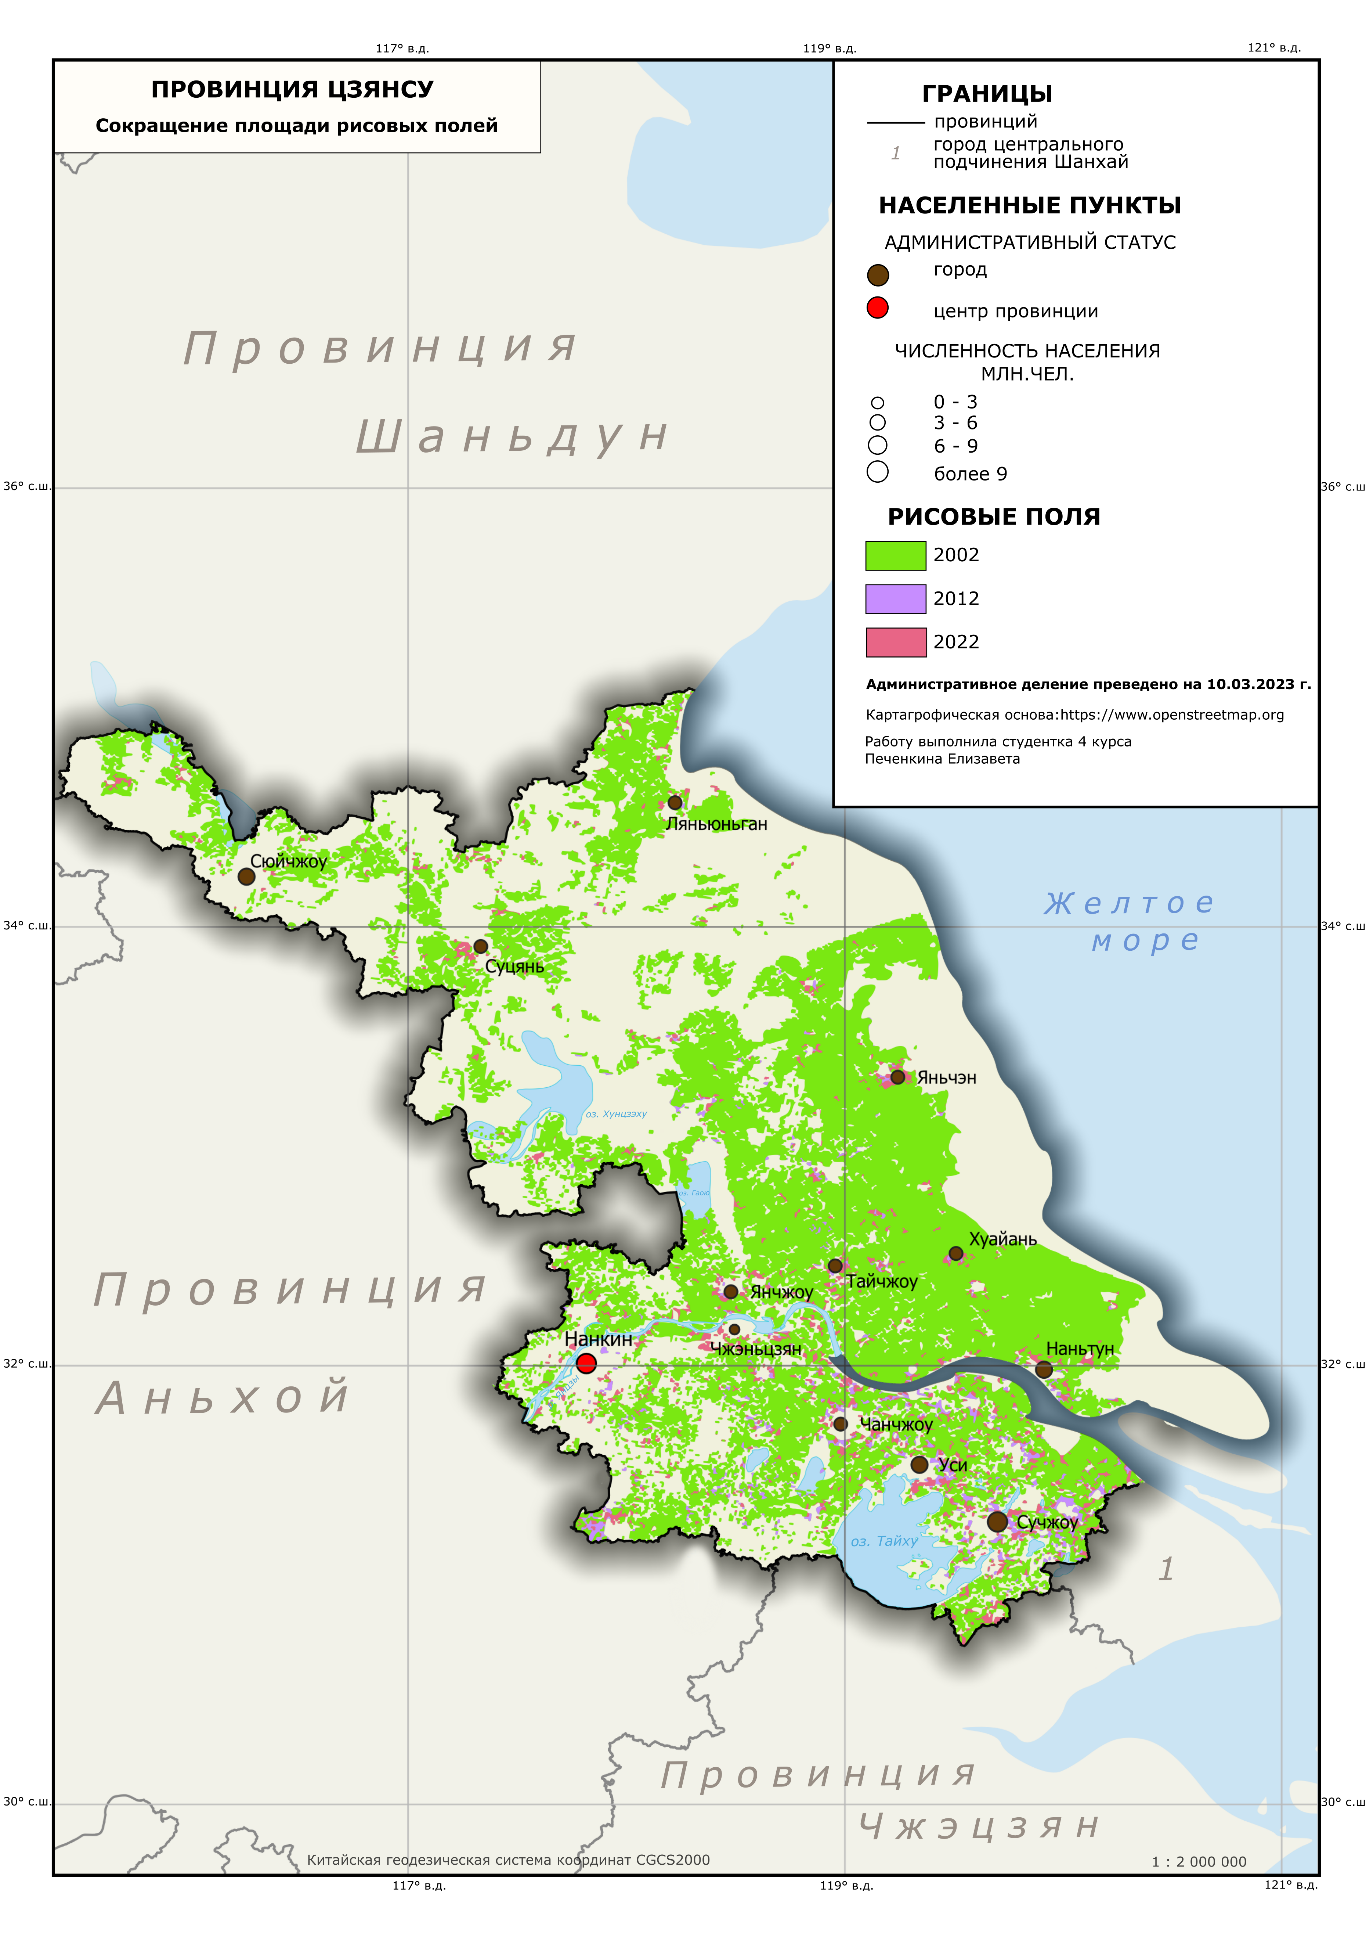 117° в.д.
119° в.д.
121° в.д.
ПРОВИНЦИЯ ЦЗЯНСУ
Сокращение площади рисовых полей
ГРАНИЦЫ
провинций
1
город центрального
подчинения Шанхай
НАСЕЛЕННЫЕ ПУНКТЫ
АДМИНИСТРАТИВНЫЙ СТАТУС
город
центр провинции
ЧИСЛЕННОСТЬ НАСЕЛЕНИЯ
МЛН.ЧЕЛ.
0 - 3
3 - 6
6 - 9
более 9
РИСОВЫЕ ПОЛЯ
2002
2012
2022
Административное деление преведено на 10.03.2023 г.
Картагрофическая основа:https://www.openstreetmap.org
Работу выполнила студентка 4 курса
Печенкина Елизавета
Провинция
Шаньдун
36° с.ш.
36° с.ш
Ляньюньган
Сюйчжоу
Желтое
море
34° с.ш.
34° с.ш
Суцянь
Яньчэн
оз. Хунцзэху
оз. Гаою
Хуайань
Тайчжоу
Янчжоу
Провинция
Аньхой
Нанкин
Чжэньцзян
Наньтун
32° с.ш.
32° с.ш
Чанчжоу
Уси
Сучжоу
оз. Тайху
1
Провинция
Чжэцзян
30° с.ш.
30° с.ш
Китайская геодезическая система координат CGCS2000
1 : 2 000 000
117° в.д.
119° в.д.
121° в.д.